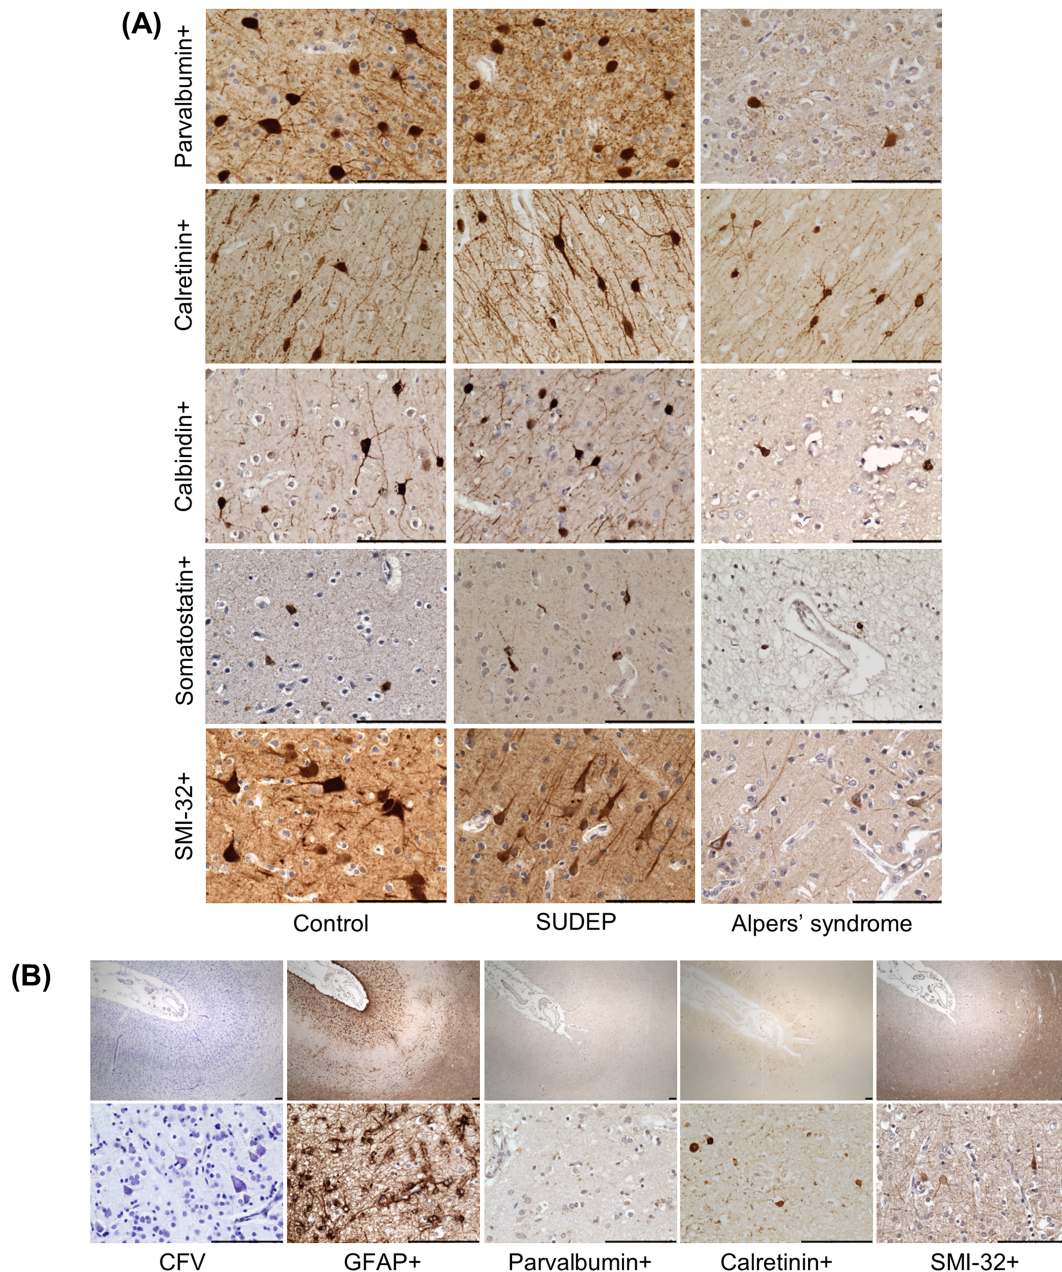 (A)
Parvalbumin+
Calretinin+
Calbindin+
Somatostatin+
SMI-32+
Control SUDEP Alpers’ syndrome
(B)
CFV GFAP+ Parvalbumin+ Calretinin+ SMI-32+